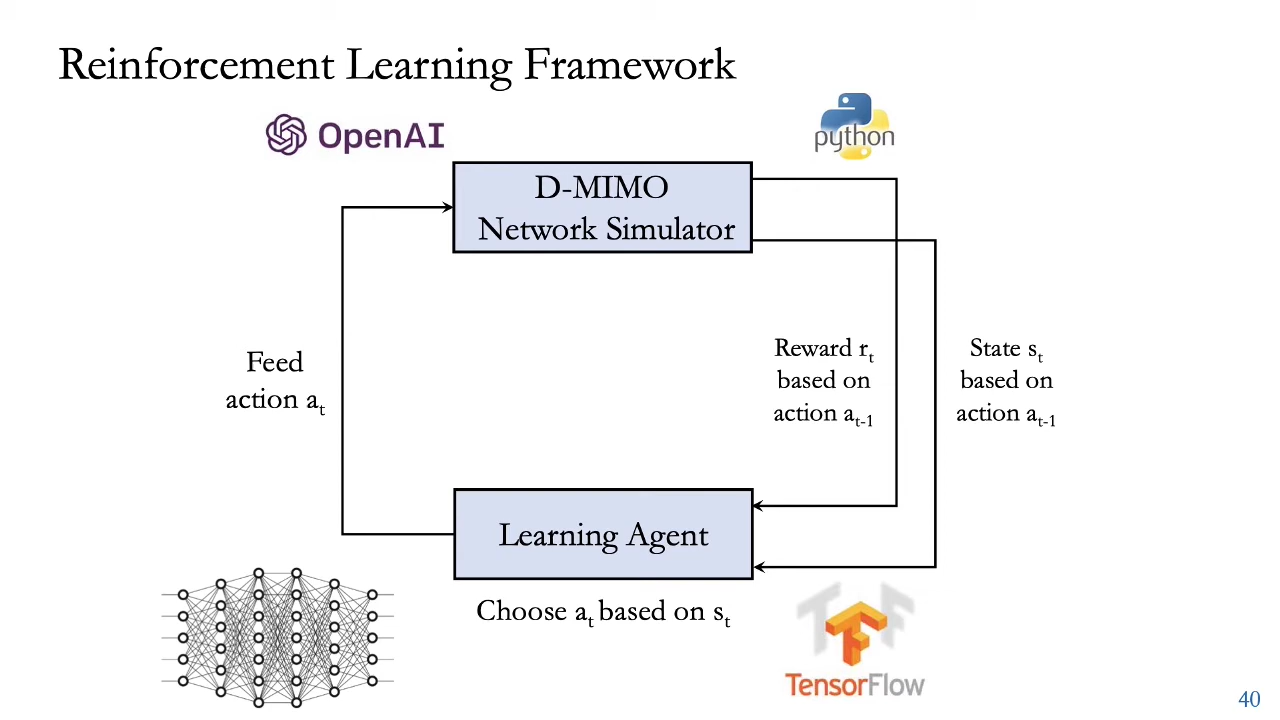 Reinforcement Learning Framework
OpenAI
python
D-MIMO
Network Simulator
Feed
action aₜ
Reward rₜ
based on
action aₜ₋₁
State sₜ
based on
action aₜ₋₁
Learning Agent
Choose aₜ based on sₜ
TF
TensorFlow
40